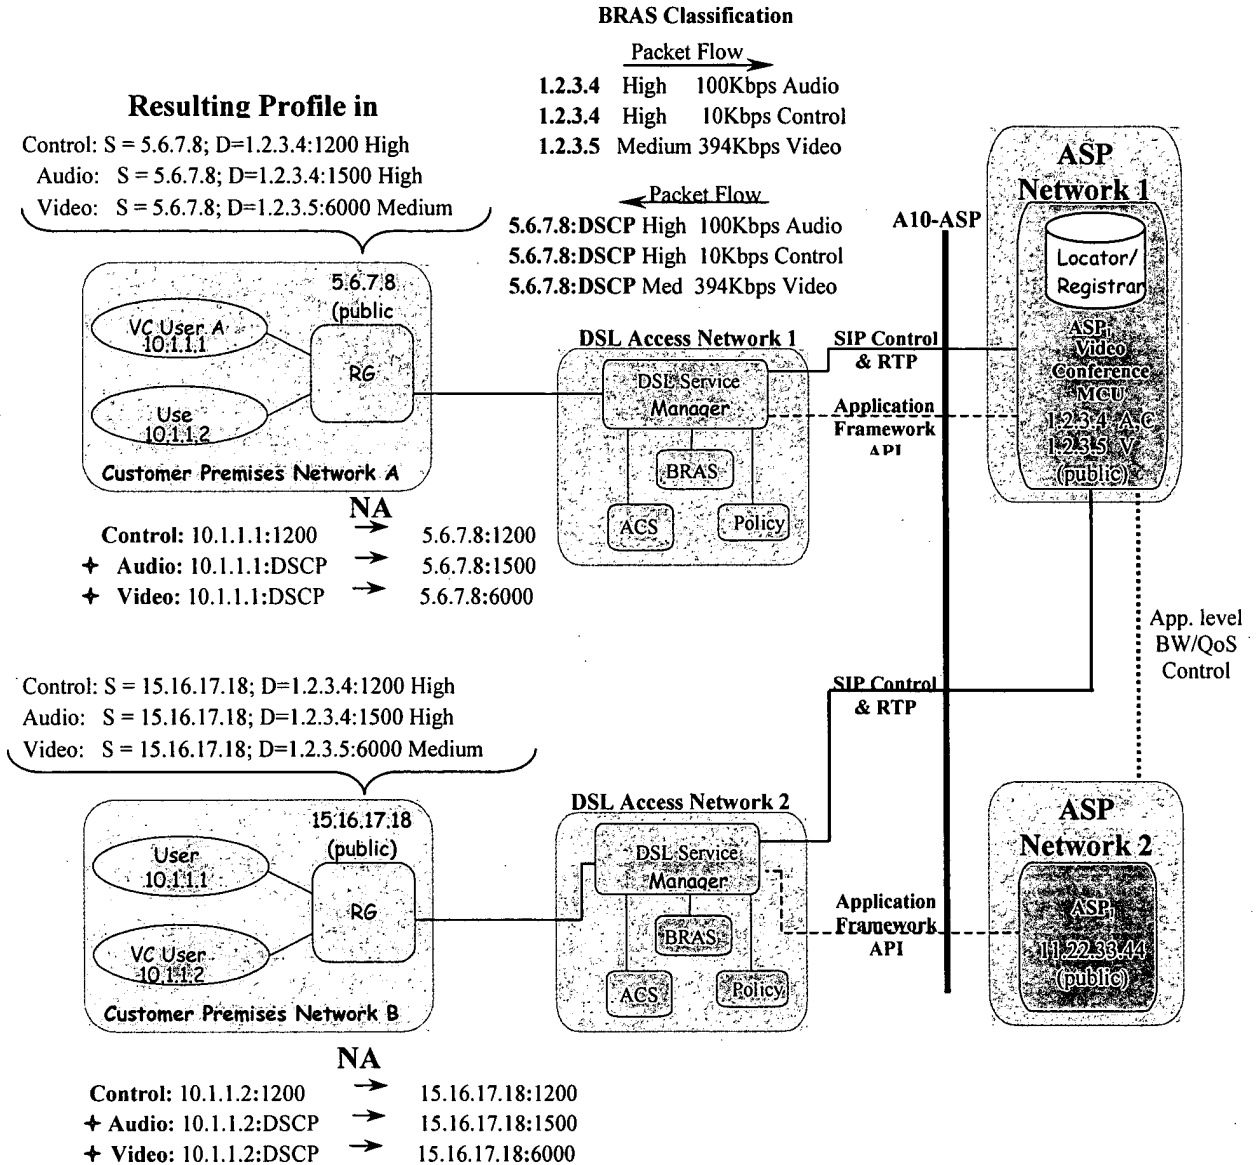 BRAS Classification
Packet Flow
1.2.3.4 High 100Kbps Audio
1.2.3.4 High 10Kbps Control
1.2.3.5 Medium 394Kbps Video
Packet Flow
5.6.7.8:DSCP High 100Kbps Audio
5.6.7.8:DSCP High 10Kbps Control
5.6.7.8:DSCP Med 394Kbps Video
Resulting Profile in
Control: S = 5.6.7.8; D=1.2.3.4:1200 High
Audio: S = 5.6.7.8; D=1.2.3.4:1500 High
Video: S = 5.6.7.8; D=1.2.3.5:6000 Medium
5.6.7.8
(public
VC User A
10.1.1.1
RG
Use
10.1.1.2
Customer Premises Network A
NA
Control: 10.1.1.1:1200 → 5.6.7.8:1200
Audio: 10.1.1.1:DSCP → 5.6.7.8:1500
Video: 10.1.1.1:DSCP → 5.6.7.8:6000
DSL Access Network 1
DSL Service
Manager
BRAS
ACS
Policy
A10-ASP
SIP Control
& RTP
Application
Framework
API
ASP
Network 1
Locator/
Registrar
ASP1
Video
Conference
MCU
1.2.3.4 A,C
1.2.3.5 V
(public)
App. level
BW/QoS
Control
Control: S = 15.16.17.18; D=1.2.3.4:1200 High
Audio: S = 15.16.17.18; D=1.2.3.4:1500 High
Video: S = 15.16.17.18; D=1.2.3.5:6000 Medium
15.16.17.18
(public)
User
10.1.1.1
RG
VC User
10.1.1.2
Customer Premises Network B
NA
Control: 10.1.1.2:1200 → 15.16.17.18:1200
Audio: 10.1.1.2:DSCP → 15.16.17.18:1500
Video: 10.1.1.2:DSCP → 15.16.17.18:6000
DSL Access Network 2
DSL Service
Manager
BRAS
ACS
Policy
SIP Control
& RTP
Application
Framework
API
ASP
Network 2
ASP1
11.22.33.44
(public)